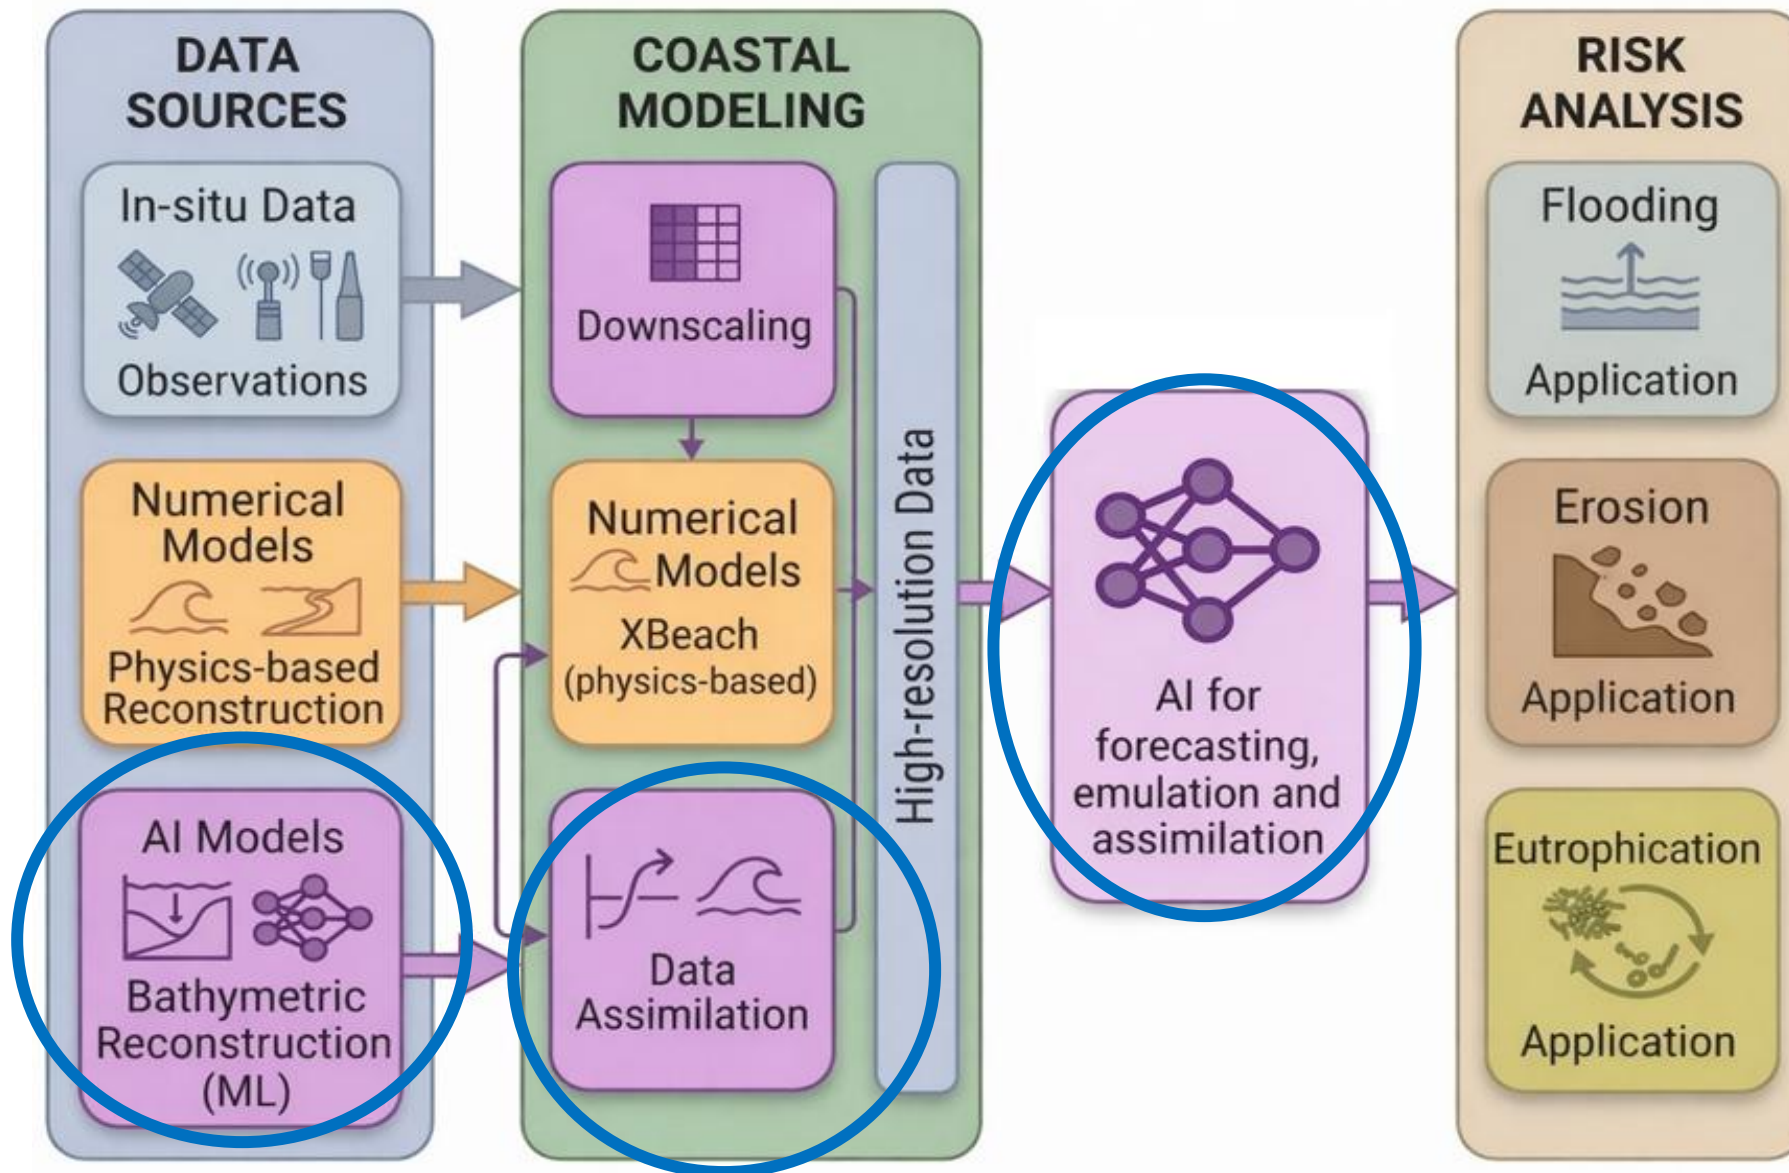 DATA
SOURCES
In-situ Data
Observations
Numerical
Models
Physics-based
Reconstruction
AI Models
Bathymetric
Reconstruction
(ML)
COASTAL
MODELING
Downscaling
Numerical
Models
XBeach
(physics-based)
Data
Assimilation
High-resolution Data
AI for
forecasting,
emulation and
assimilation
RISK
ANALYSIS
Flooding
Application
Erosion
Application
Eutrophication
Application